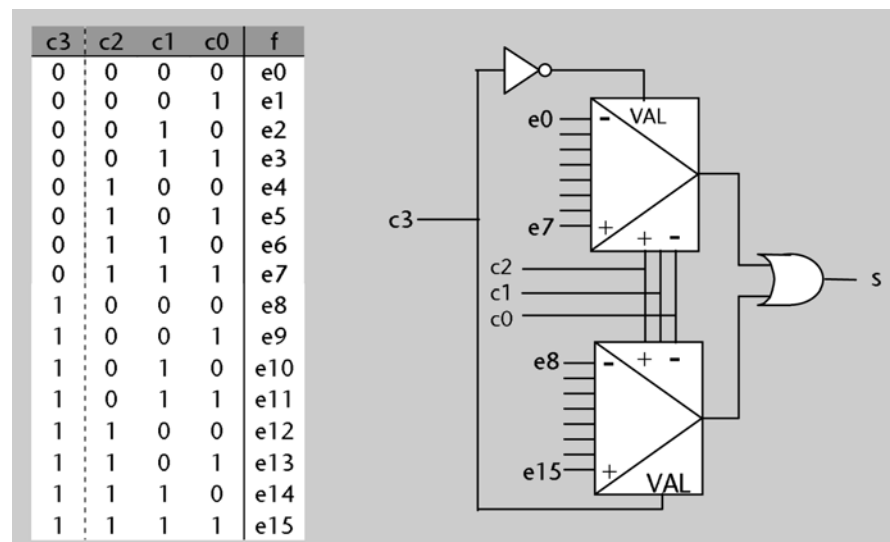 c3 c2 c1 c0 f
0 0 0 0 e0
0 0 0 1 e1
0 0 1 0 e2
0 0 1 1 e3
0 1 0 0 e4
0 1 0 1 e5
0 1 1 0 e6
0 1 1 1 e7
1 0 0 0 e8
1 0 0 1 e9
1 0 1 0 e10
1 0 1 1 e11
1 1 0 0 e12
1 1 0 1 e13
1 1 1 0 e14
1 1 1 1 e15
e0 - VAL
c3
e7 +
+ -
c2
c1
c0
s
e8 - + -
e15 +
VAL